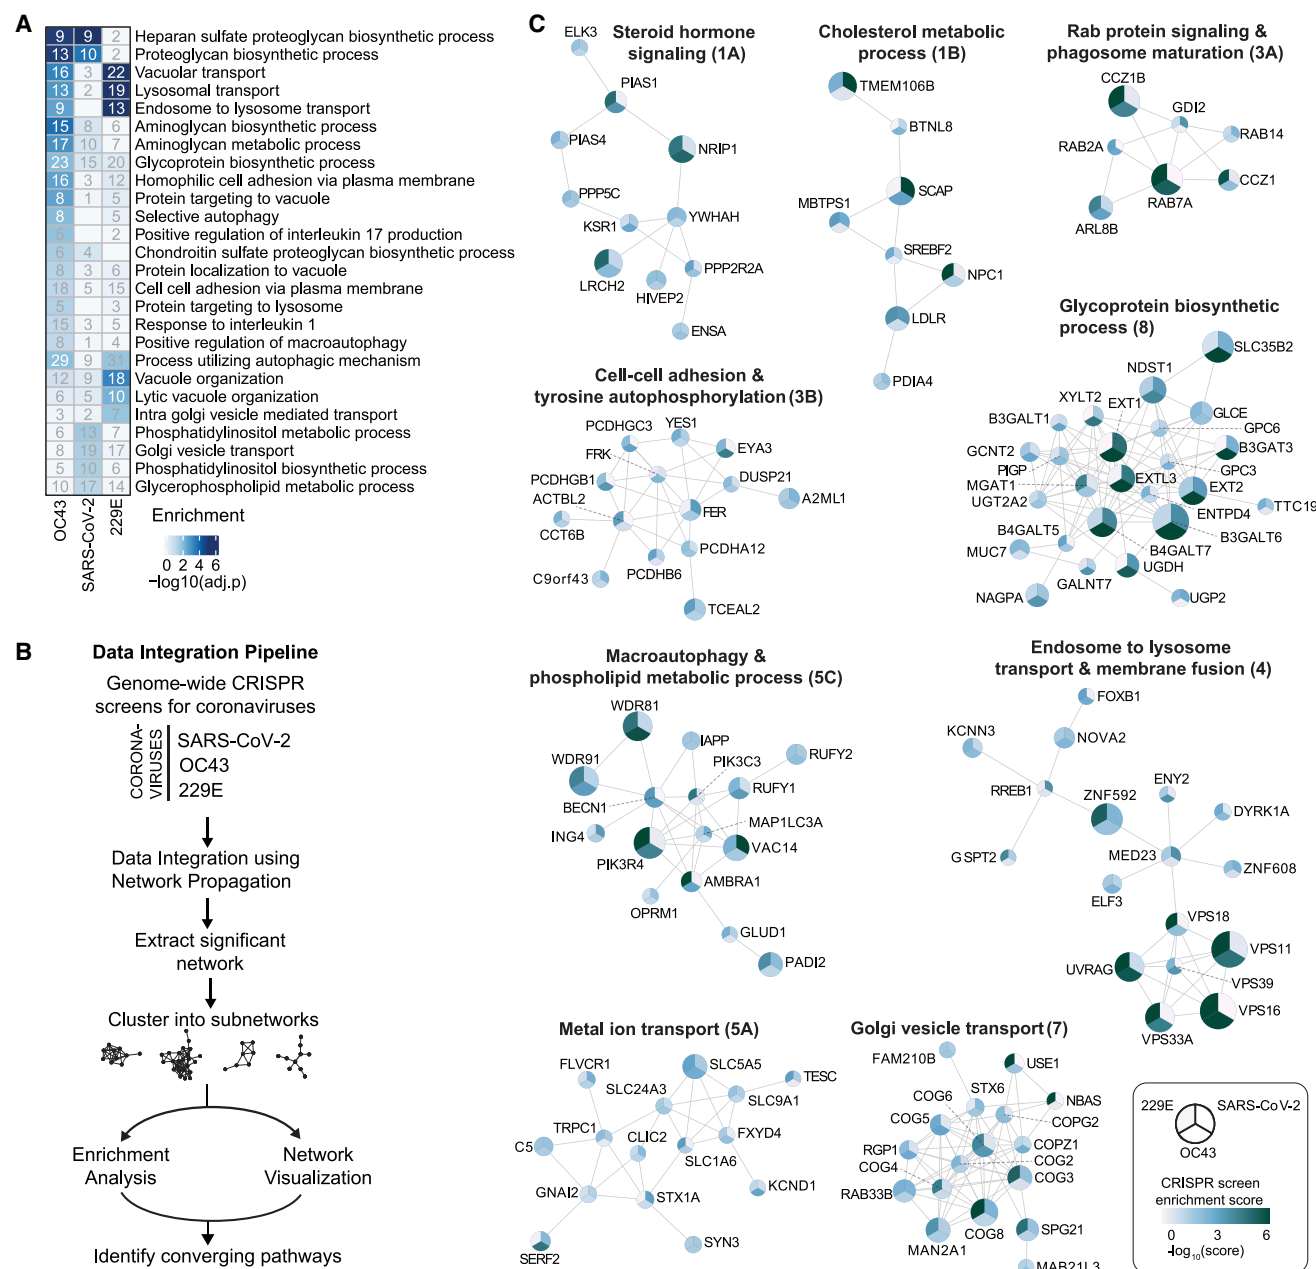 A
9 9 2 Heparan sulfate proteoglycan biosynthetic process
13 10 2 Proteoglycan biosynthetic process
16 3 22 Vacuolar transport
13 2 19 Lysosomal transport
9 13 Endosome to lysosome transport
15 8 6 Aminoglycan biosynthetic process
17 10 7 Aminoglycan metabolic process
23 15 20 Glycoprotein biosynthetic process
16 3 12 Homophilic cell adhesion via plasma membrane
8 1 5 Protein targeting to vacuole
8 5 Selective autophagy
5 2 Positive regulation of interleukin 17 production
6 4 Chondroitin sulfate proteoglycan biosynthetic process
8 3 6 Protein localization to vacuole
18 5 15 Cell cell adhesion via plasma membrane
5 3 Protein targeting to lysosome
15 3 5 Response to interleukin 1
8 1 4 Positive regulation of macroautophagy
29 9 31 Process utilizing autophagic mechanism
12 9 18 Vacuole organization
6 5 10 Lytic vacuole organization
3 2 7 Intra golgi vesicle mediated transport
6 13 7 Phosphatidylinositol metabolic process
8 19 17 Golgi vesicle transport
5 10 6 Phosphatidylinositol biosynthetic process
10 17 14 Glycerophospholipid metabolic process
OC43
SARS-CoV-2
229E
Enrichment
0 2 4 6
−log10(adj.p)
B
Data Integration Pipeline
Genome-wide CRISPR
screens for coronaviruses
CORONA-
VIRUSES
SARS-CoV-2
OC43
229E
Data Integration using
Network Propagation
Extract significant
network
Cluster into subnetworks
Enrichment
Analysis
Network
Visualization
Identify converging pathways
C
Steroid hormone
signaling (1A)
ELK3
PIAS1
PIAS4
NRIP1
PPP5C
KSR1
YWHAH
LRCH2
HIVEP2
PPP2R2A
ENSA
Cholesterol metabolic
process (1B)
TMEM106B
BTNL8
SCAP
MBTPS1
SREBF2
NPC1
LDLR
PDIA4
Rab protein signaling &
phagosome maturation (3A)
CCZ1B
GDI2
RAB14
RAB2A
CCZ1
RAB7A
ARL8B
Cell-cell adhesion &
tyrosine autophosphorylation (3B)
PCDHGC3
YES1
EYA3
FRK
PCDHGB1
DUSP21
ACTBL2
A2ML1
FER
CCT6B
PCDHA12
C9orf43
PCDHB6
TCEAL2
Glycoprotein biosynthetic
process (8)
SLC35B2
NDST1
XYLT2
EXT1
B3GALT1
GLCE
GPC6
GCNT2
B3GAT3
PIGP
GPC3
MGAT1
EXTL3
EXT2
UGT2A2
TTC19
ENTPD4
B4GALT5
B3GALT6
MUC7
B4GALT7
UGDH
GALNT7
NAGPA
UGP2
Macroautophagy &
phospholipid metabolic process (5C)
WDR81
IAPP
RUFY2
WDR91
PIK3C3
RUFY1
BECN1
MAP1LC3A
ING4
VAC14
PIK3R4
AMBRA1
OPRM1
GLUD1
PADI2
Endosome to lysosome
transport & membrane fusion (4)
FOXB1
KCNN3
NOVA2
RREB1
ZNF592
ENY2
DYRK1A
GSPT2
MED23
ZNF608
ELF3
VPS18
VPS11
UVRAG
VPS39
VPS16
VPS33A
Metal ion transport (5A)
FLVCR1
SLC5A5
TESC
SLC24A3
SLC9A1
TRPC1
CLIC2
FXYD4
C5
SLC1A6
GNAI2
KCND1
STX1A
SYN3
SERF2
Golgi vesicle transport (7)
FAM210B
USE1
STX6
COG6
NBAS
COG5
COPG2
RGP1
COPZ1
COG4
COG2
COG3
RAB33B
SPG21
MAN2A1
COG8
MAB21L3
229E
SARS-CoV-2
OC43
CRISPR screen
enrichment score
0 3 6
-log10(score)